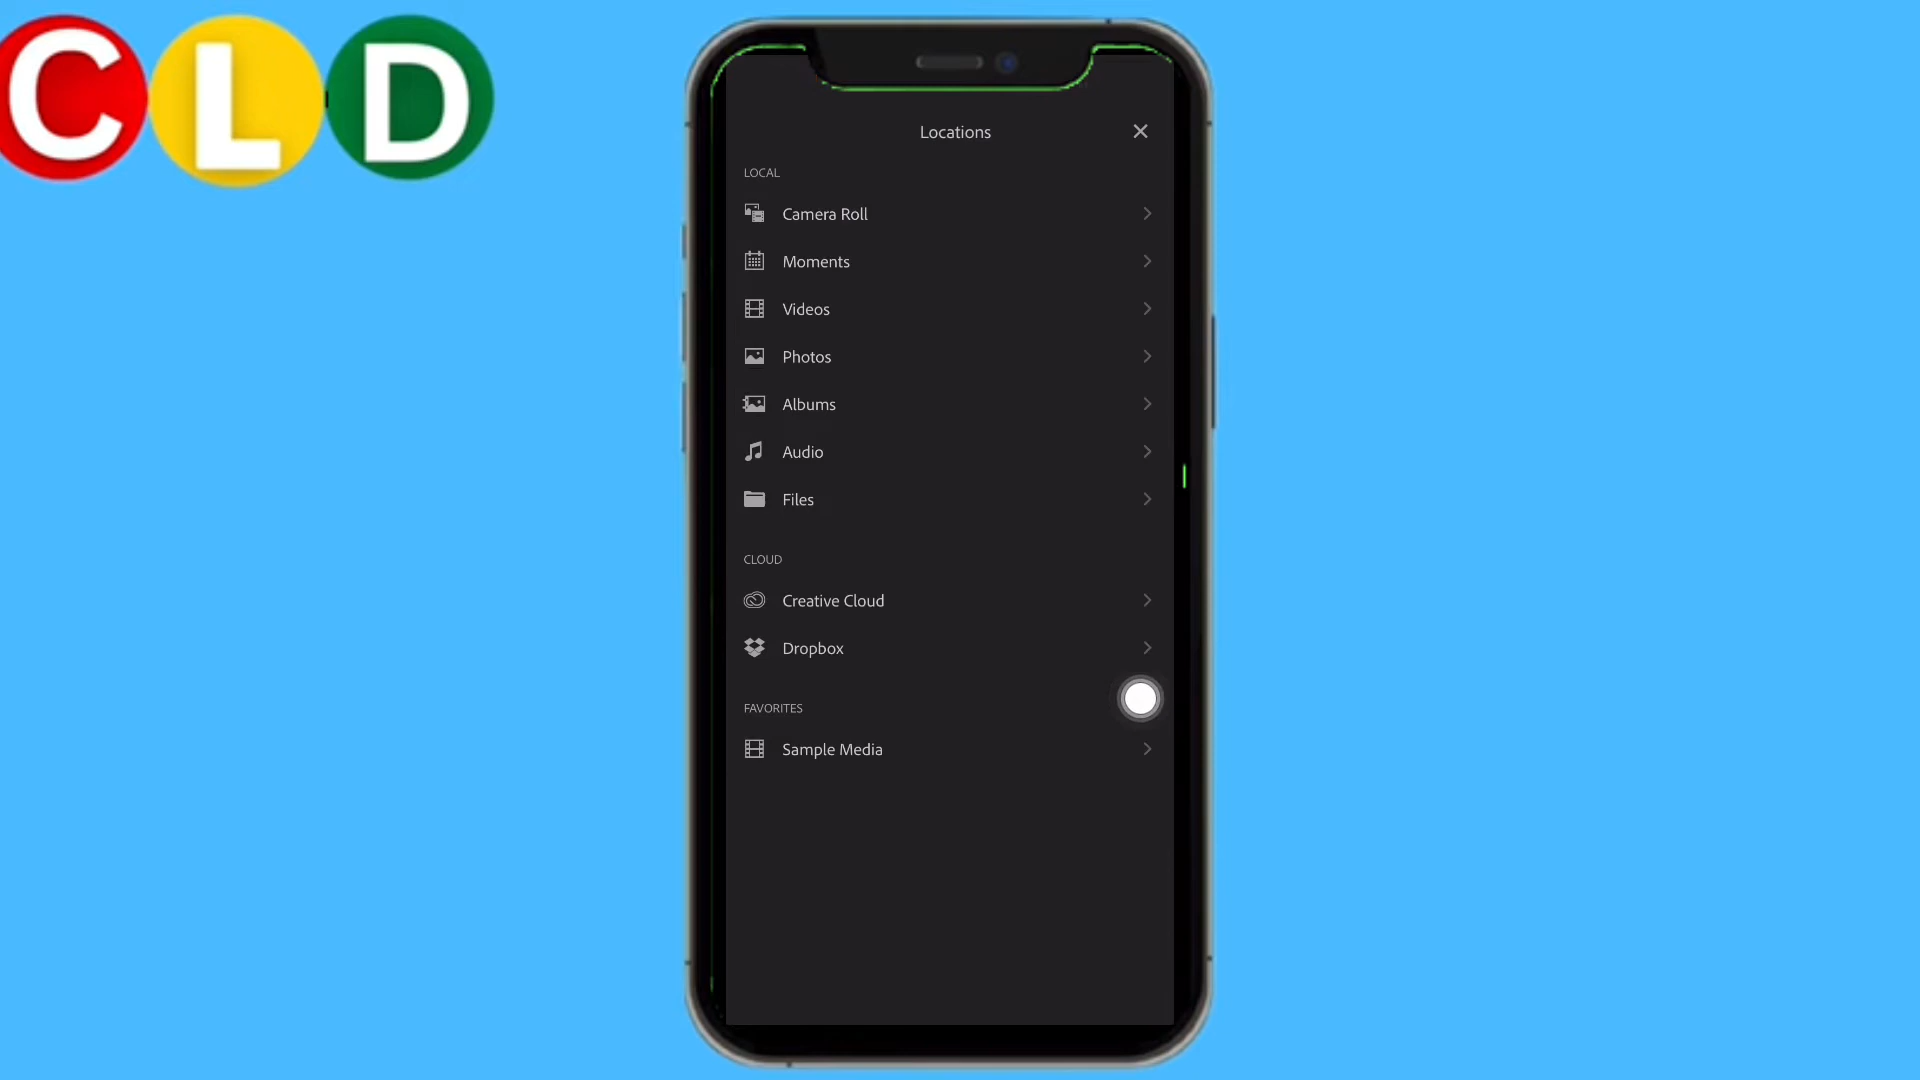 CLD
Locations
LOCAL
Camera Roll
Moments
Videos
Photos
Albums
Audio
Files
CLOUD
Creative Cloud
Dropbox
FAVORITES
Sample Media